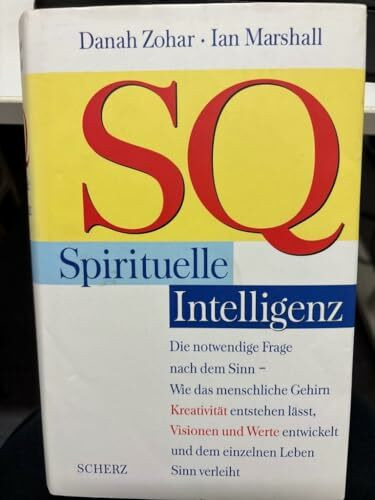 Danah Zohar · Ian Marshall
SQ
Spirituelle
Intelligenz
Die notwendige Frage
nach dem Sinn –
Wie das menschliche Gehirn
Kreativität entstehen lässt,
Visionen und Werte entwickelt
und dem einzelnen Leben
Sinn verleiht
SCHERZ